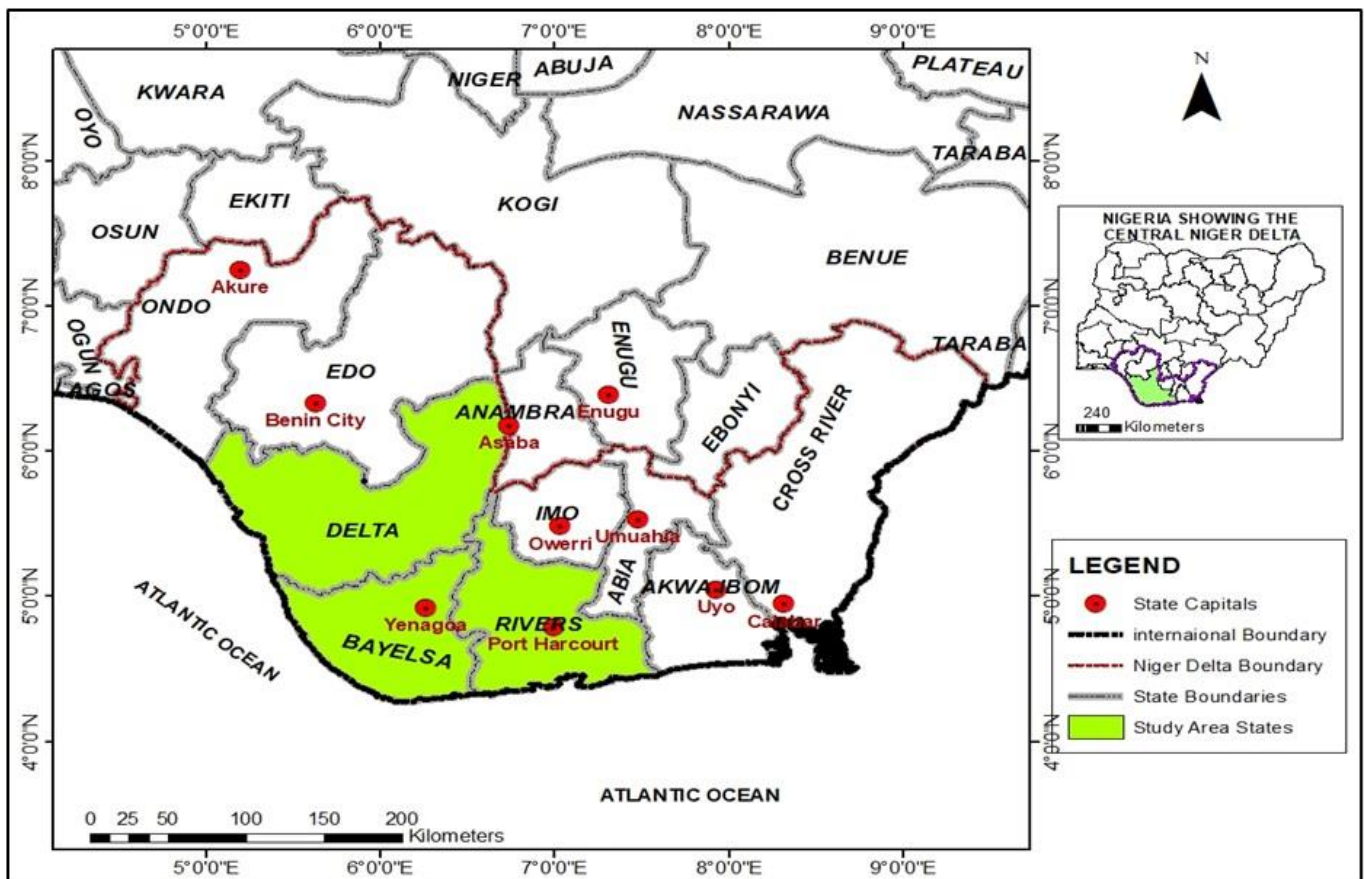 5°0'0"E 6°0'0"E 7°0'0"E 8°0'0"E 9°0'0"E
KWARA
NIGER
ABUJA
PLATEAU
OYO
NASSARAWA
TARABA
8°0'0"N
8°0'0"N
EKITI
KOGI
OSUN
BENUE
Akure
ONDO
7°0'0"N
7°0'0"N
OGUN
ENUGU
TARABA
EDO
LAGOS
Benin City
ANAMBRA
Enugu
Asaba
EBONYI
CROSS RIVER
6°0'0"N
6°0'0"N
DELTA
IMO
Owerri
Umuahia
ABIA
AKWA IBOM
Uyo
Calabar
5°0'0"N
5°0'0"N
Yenagoa
RIVERS
Port Harcourt
BAYELSA
ATLANTIC OCEAN
4°0'0"N
4°0'0"N
ATLANTIC OCEAN
0 25 50 100 150 200
Kilometers
5°0'0"E 6°0'0"E 7°0'0"E 8°0'0"E 9°0'0"E
N
NIGERIA SHOWING THE
CENTRAL NIGER DELTA
240
Kilometers
LEGEND
State Capitals
internaional Boundary
Niger Delta Boundary
State Boundaries
Study Area States